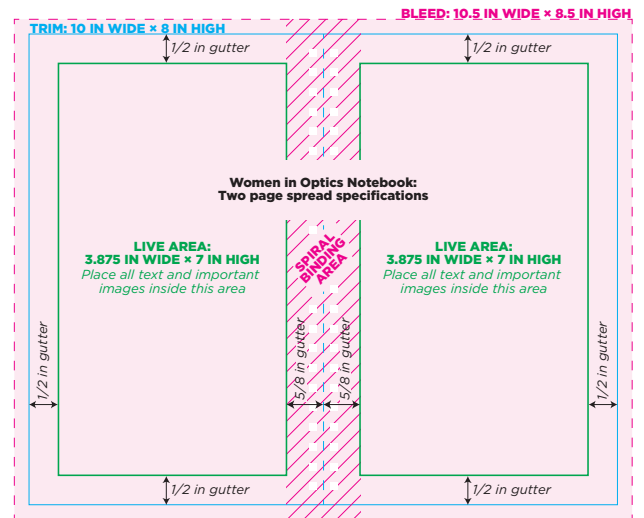 BLEED: 10.5 IN WIDE × 8.5 IN HIGH
TRIM: 10 IN WIDE × 8 IN HIGH
1/2 in gutter
1/2 in gutter
Women in Optics Notebook:
Two page spread specifications
LIVE AREA:
3.875 IN WIDE × 7 IN HIGH
Place all text and important
images inside this area
SPIRAL
BINDING
AREA
LIVE AREA:
3.875 IN WIDE × 7 IN HIGH
Place all text and important
images inside this area
1/2 in gutter
5/8 in gutter
5/8 in gutter
1/2 in gutter
1/2 in gutter
1/2 in gutter